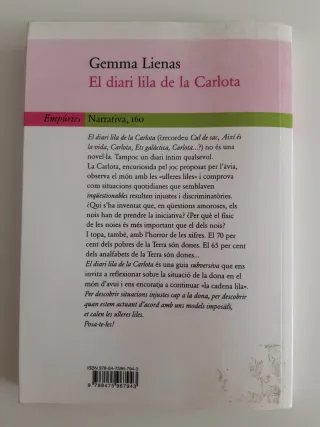 Gemma Lienas
El diari lila de la Carlota
Empúries
Narrativa, 160
El diari lila de la Carlota (¿recordeu Cul de sac, Així és
la vida, Carlota, Ets galàctica, Carlota...?) no és una
novel·la. Tampoc un diari íntim qualsevol.
La Carlota, encuriosida pel joc proposat per l'àvia,
observa el món amb les «ulleres liles» i comprova
com situacions quotidianes que semblaven
inqüestionables resulten injustes i discriminatòries.
¿Qui s'ha inventat que, en qüestions amoroses, els
nois han de prendre la iniciativa? ¿Per què el físic
de les noies és més important que el dels nois?
I topa, també, amb l'horror de les xifres. El 70 per
cent dels pobres de la Terra són dones. El 65 per cent
dels analfabets de la Terra són dones...
El diari lila de la Carlota és una guia subversiva que ens
invita a reflexionar sobre la situació de la dona en el
món d'avui i ens encoratja a continuar «la cadena lila».
Per descobrir situacions injustes cap a la dona, per descobrir
quan estem actuant d'acord amb uns models imposats,
et calen les ulleres liles.
Posa-te-les!